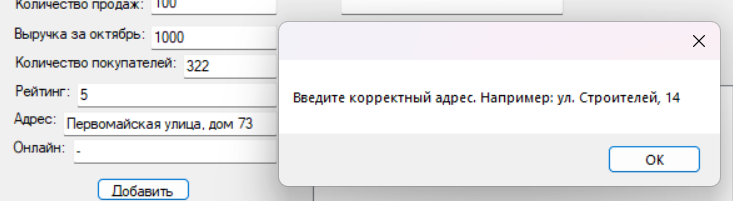 Количество продаж: 100
Выручка за октябрь: 1000
Количество покупателей: 322
Рейтинг: 5
Адрес: Первомайская улица, дом 73
Онлайн: -
Добавить
Введите корректный адрес. Например: ул. Строителей, 14
ОК